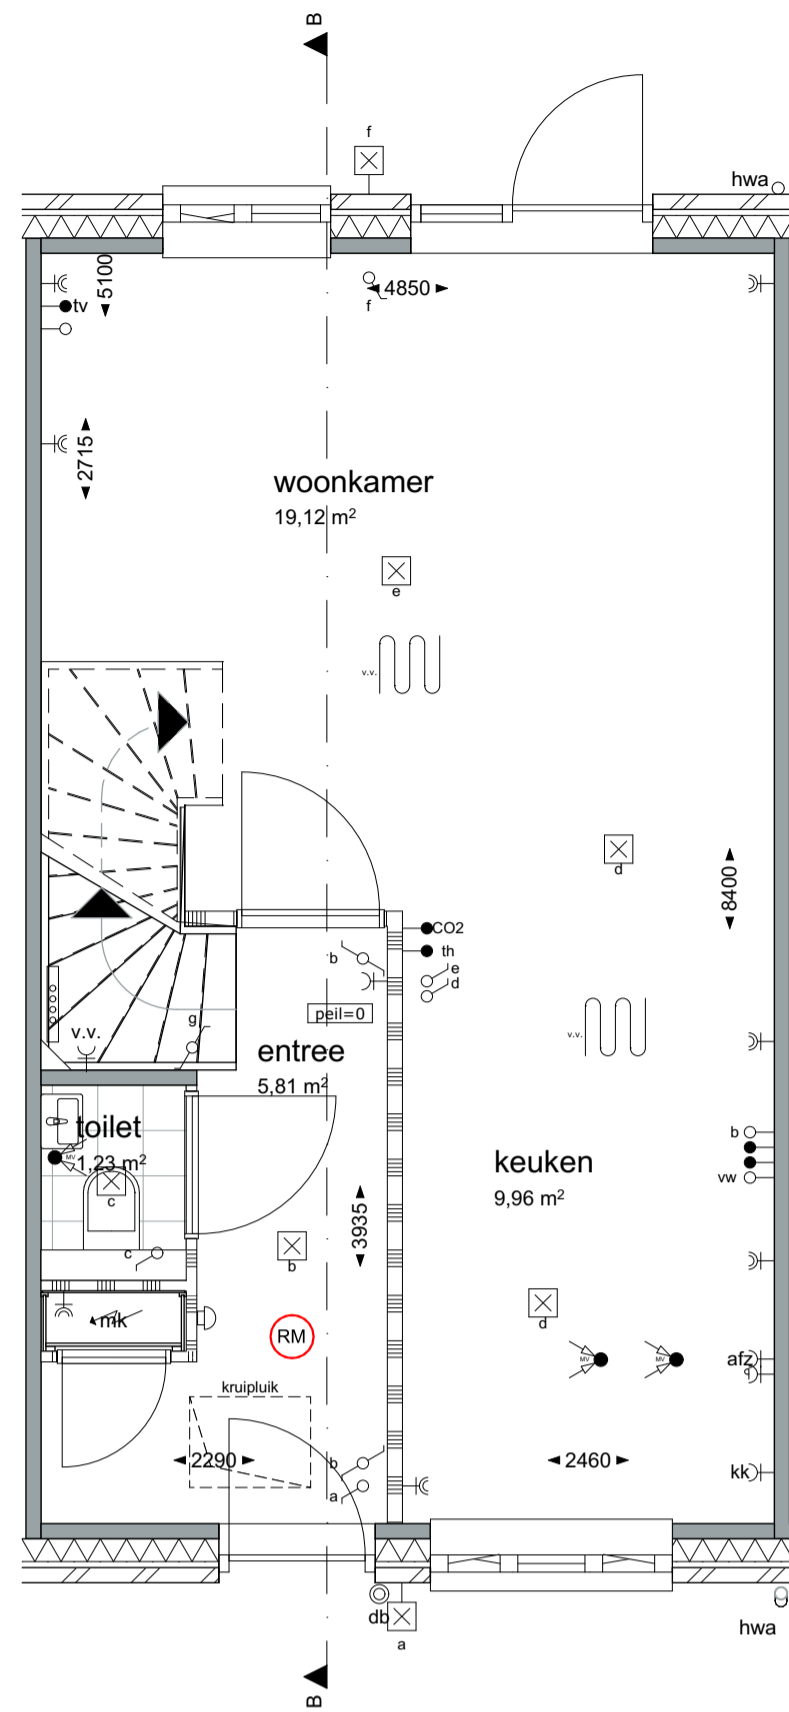 B
f
hwa
5100
tv
4850
f
2715
woonkamer
19,12 m²
e
v.v.
d
8400
CO2
th
b
e
d
peil=0
g
v.v.
entree
5,81 m²
v.v.
toilet
MV
1,23 m²
c
c
keuken
9,96 m²
b
vw
3935
b
d
mk
RM
MV
MV
afz
kruipluik
2290
b
a
2460
kk
db
a
hwa
B